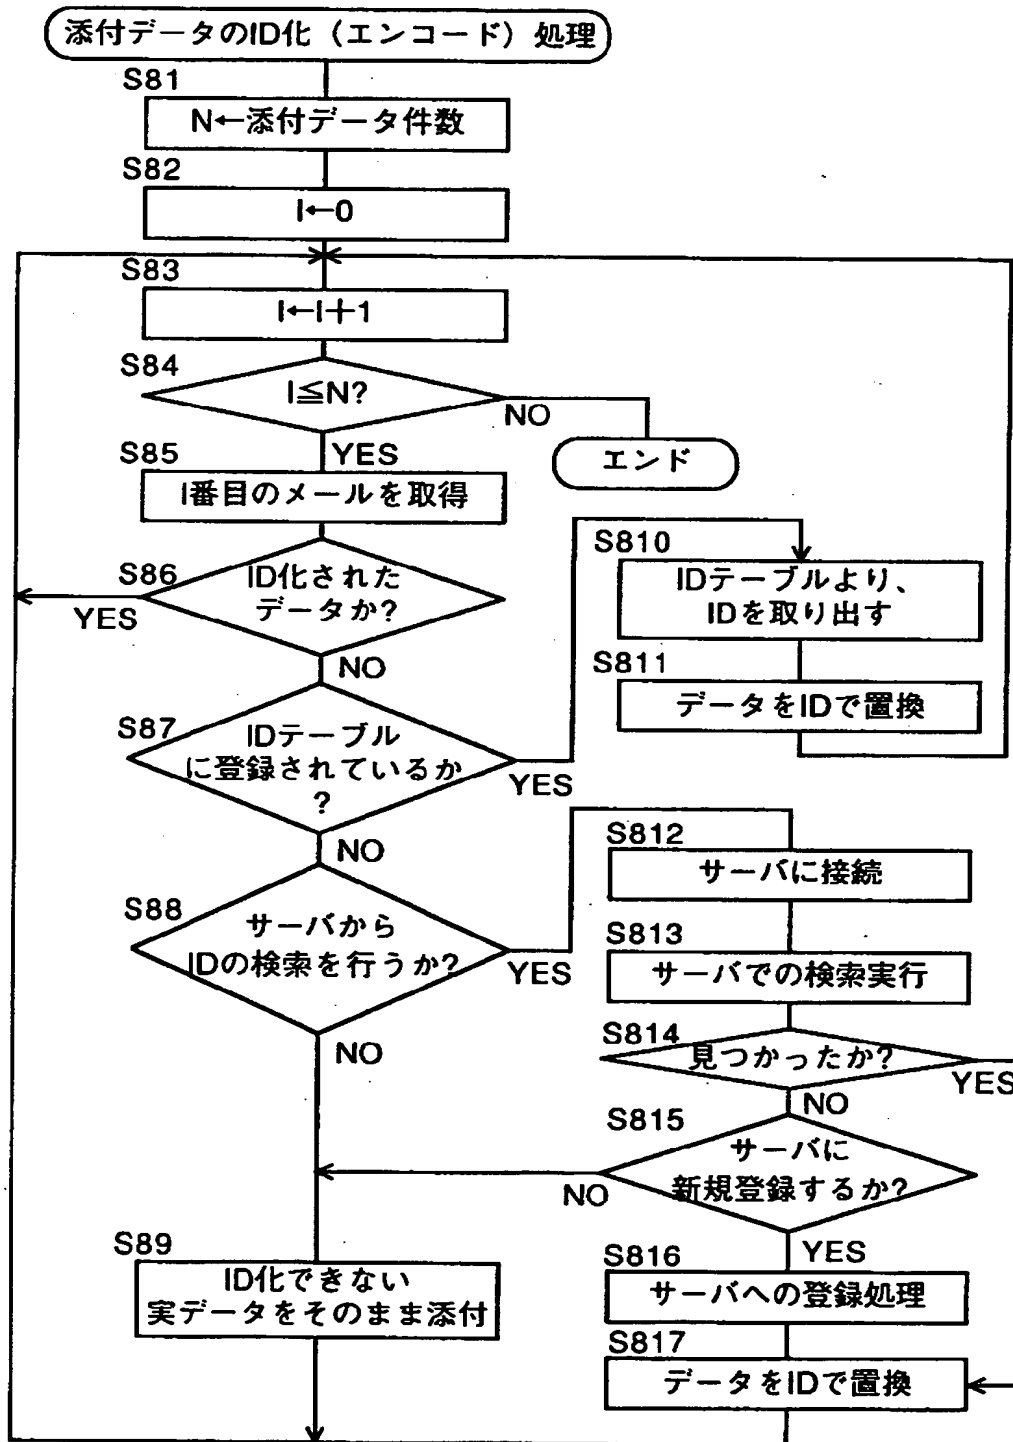 添付データのID化（エンコード）処理
S81
N←添付データ件数
S82
I←0
S83
I←I＋1
S84
I≦N?
NO
YES
エンド
S85
I番目のメールを取得
S86
ID化された
データか?
YES
NO
S810
IDテーブルより、
IDを取り出す
S811
データをIDで置換
S87
IDテーブル
に登録されているか
?
YES
NO
S88
サーバから
IDの検索を行うか?
YES
NO
S812
サーバに接続
S813
サーバでの検索実行
S814
見つかったか?
YES
NO
S815
サーバに
新規登録するか?
NO
YES
S89
ID化できない
実データをそのまま添付
S816
サーバへの登録処理
S817
データをIDで置換